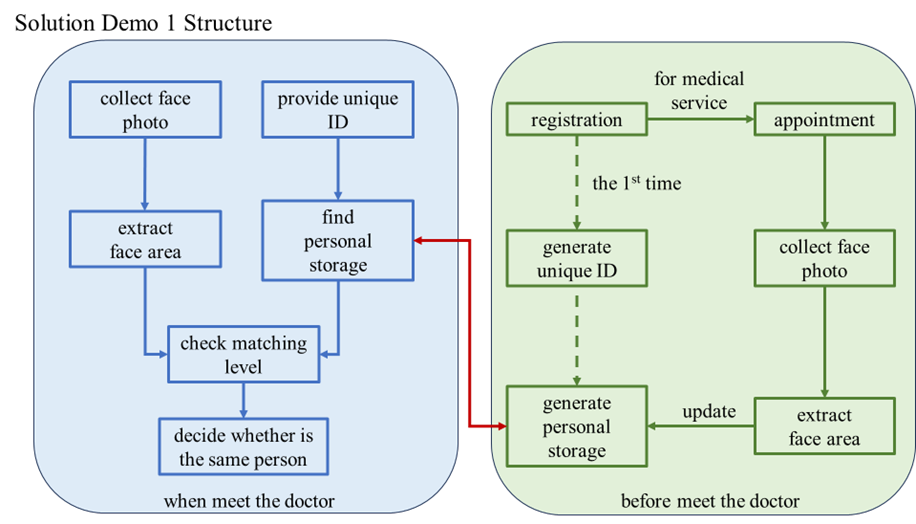 Solution Demo 1 Structure
collect face
photo
provide unique
ID
extract
face area
find
personal
storage
check matching
level
decide whether is
the same person
when meet the doctor
for medical
service
registration
appointment
the 1st time
generate
unique ID
collect face
photo
generate
personal
storage
update
extract
face area
before meet the doctor